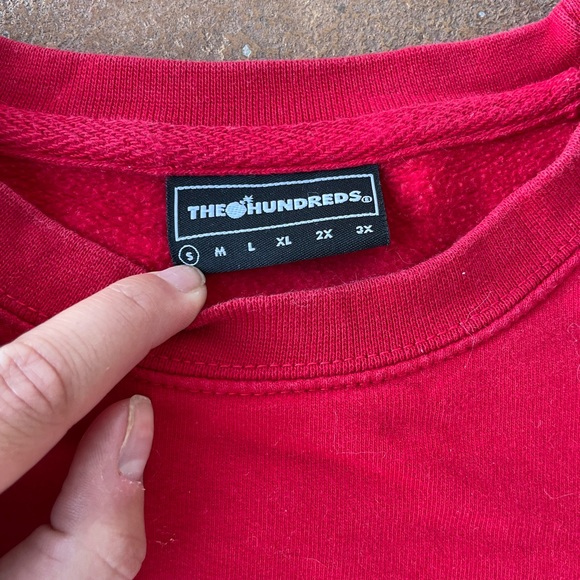 THE HUNDREDS®
S M L XL 2X 3X